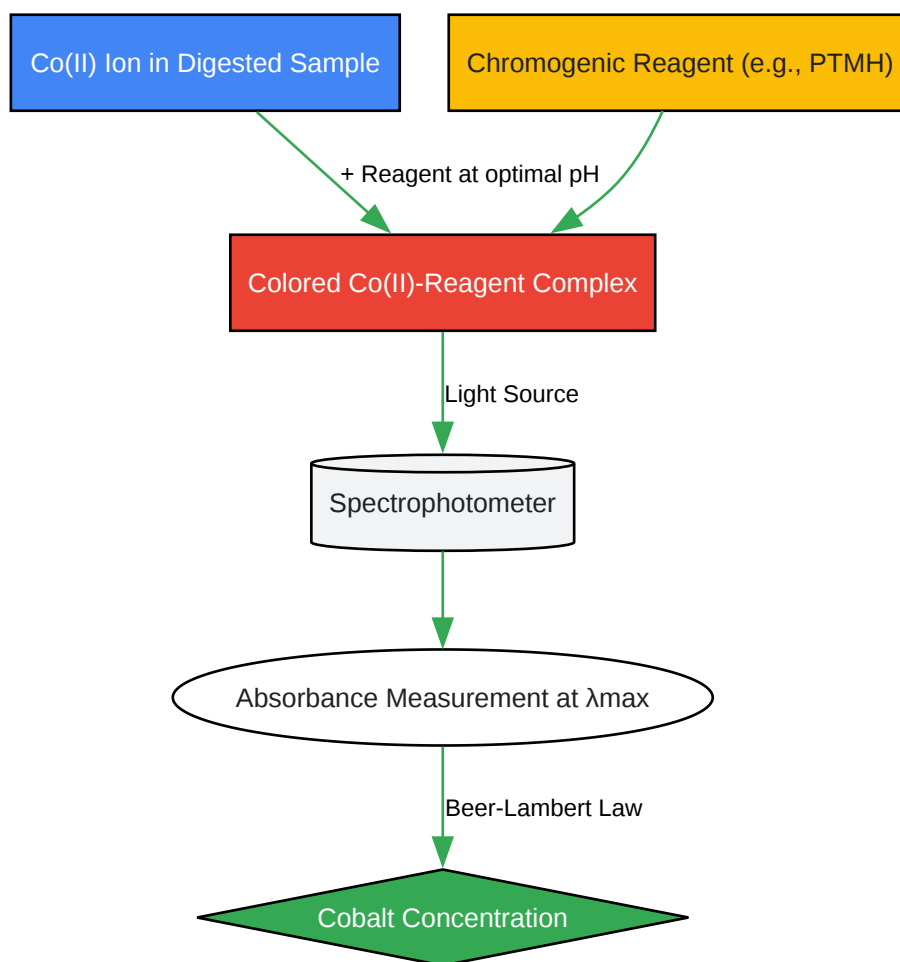 Co(II) Ion in Digested Sample
Chromogenic Reagent (e.g., PTMH)
+ Reagent at optimal pH
Colored Co(II)-Reagent Complex
Light Source
Spectrophotometer
Absorbance Measurement at λmax
Beer-Lambert Law
Cobalt Concentration